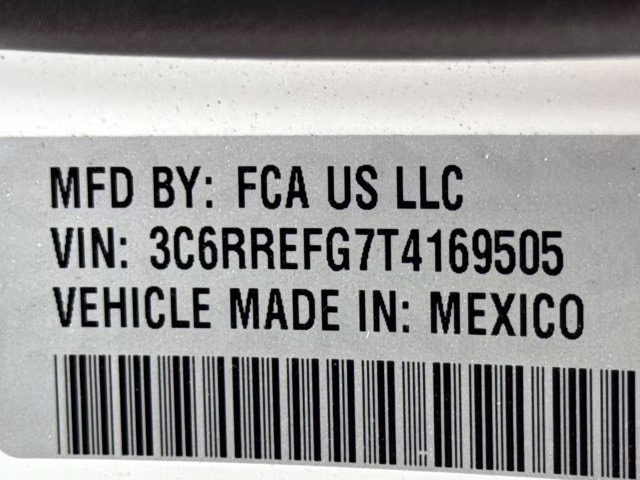 MFD BY: FCA US LLC
VIN: 3C6RREFG7T4169505
VEHICLE MADE IN: MEXICO